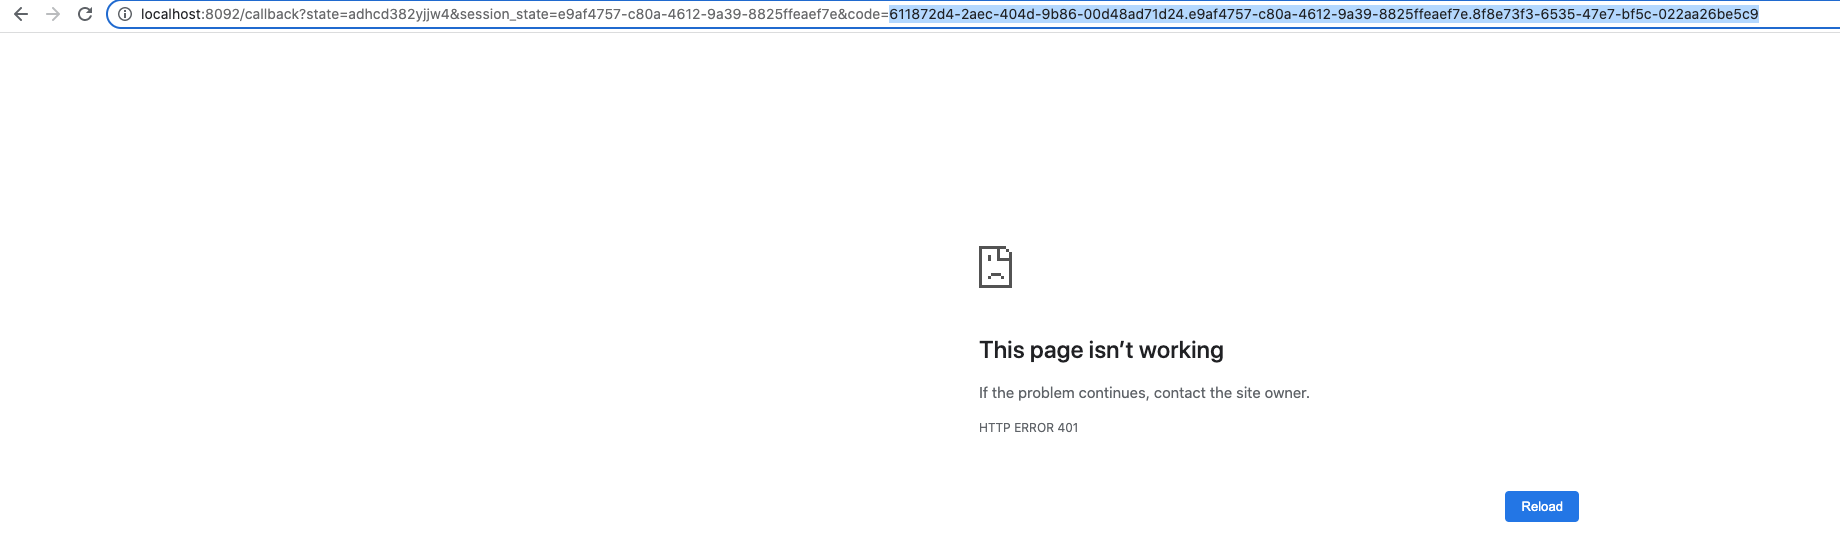 localhost:8092/callback?state=adhcd382yjjw4&session_state=e9af4757-c80a-4612-9a39-8825ffeaef7e&code=611872d4-2aec-404d-9b86-00d48ad71d24.e9af4757-c80a-4612-9a39-8825ffeaef7e.8f8e73f3-6535-47e7-bf5c-022aa26be5c9
This page isn’t working
If the problem continues, contact the site owner.
HTTP ERROR 401
Reload